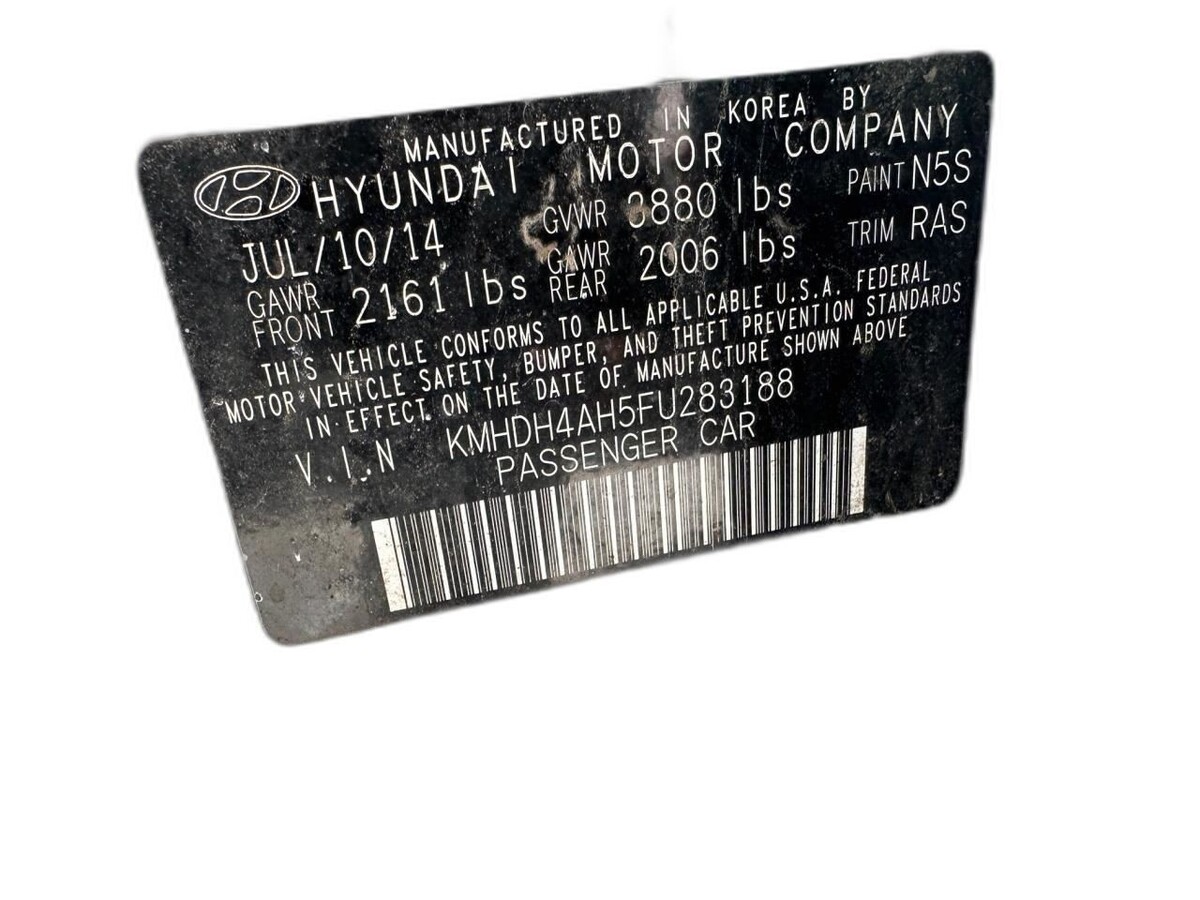 MANUFACTURED IN KOREA BY
HYUNDAI MOTOR COMPANY
JUL/10/14 GVWR 3880 lbs PAINT N5S
GAWR FRONT 2161 lbs GAWR REAR 2006 lbs TRIM RAS
THIS VEHICLE CONFORMS TO ALL APPLICABLE U.S.A. FEDERAL
MOTOR VEHICLE SAFETY, BUMPER, AND THEFT PREVENTION STANDARDS
IN EFFECT ON THE DATE OF MANUFACTURE SHOWN ABOVE
V.I.N KMHDH4AH5FU283188
PASSENGER CAR